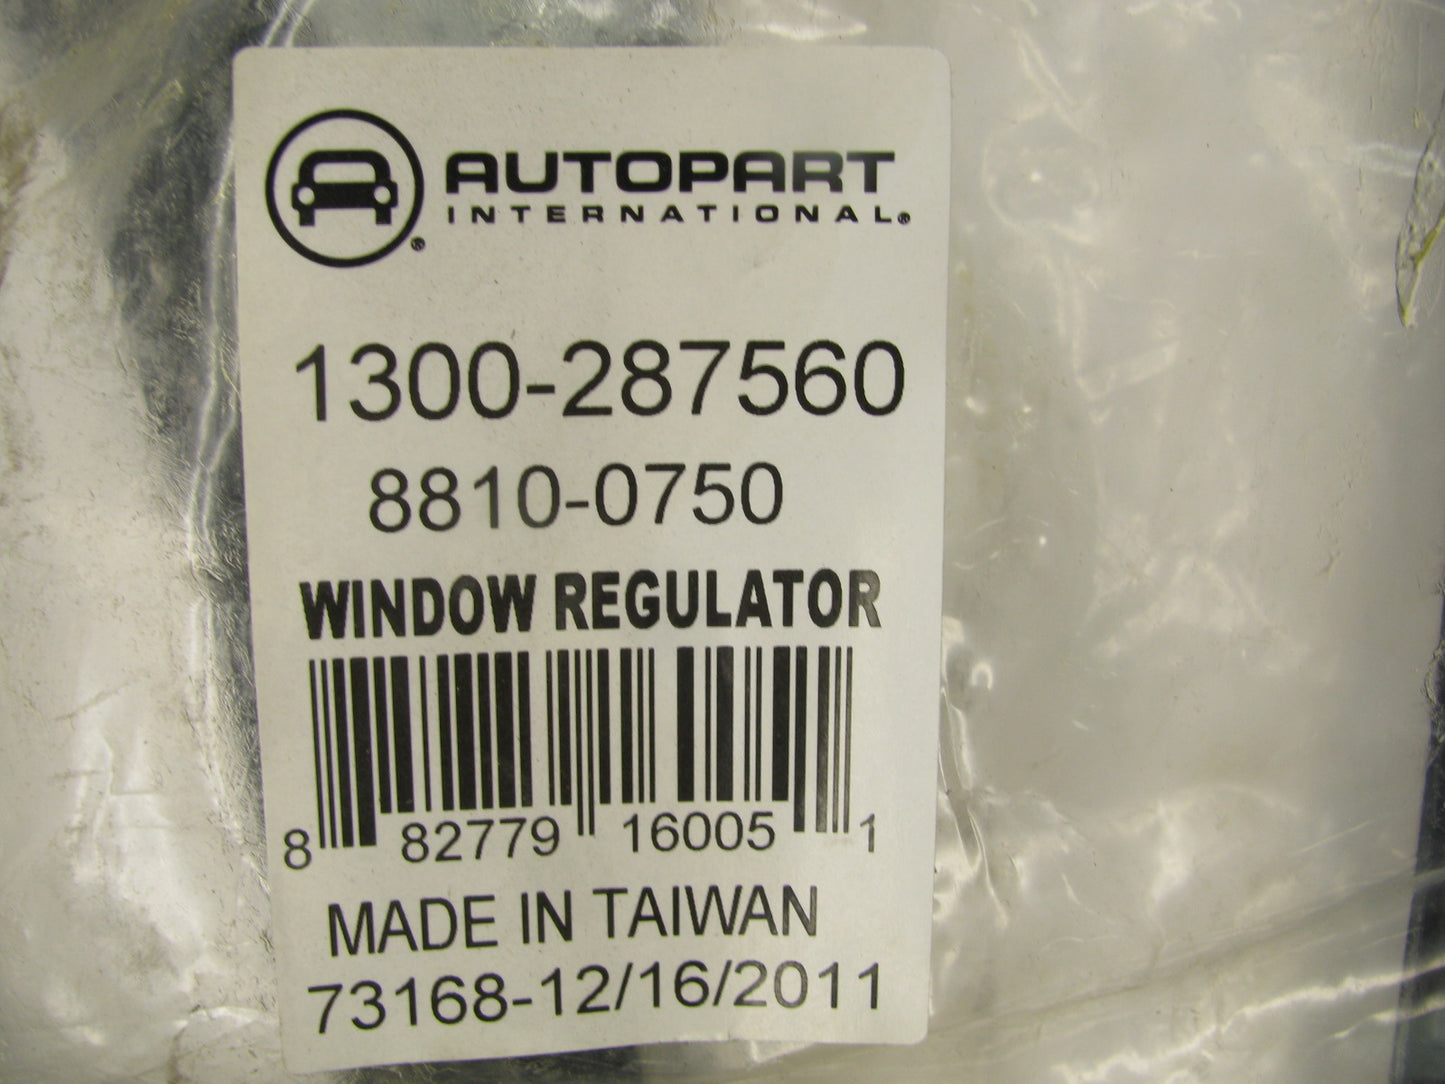 AUTOPART
INTERNATIONAL®
®
1300-287560
8810-0750
WINDOW REGULATOR
8 82779 16005 1
MADE IN TAIWAN
73168-12/16/2011